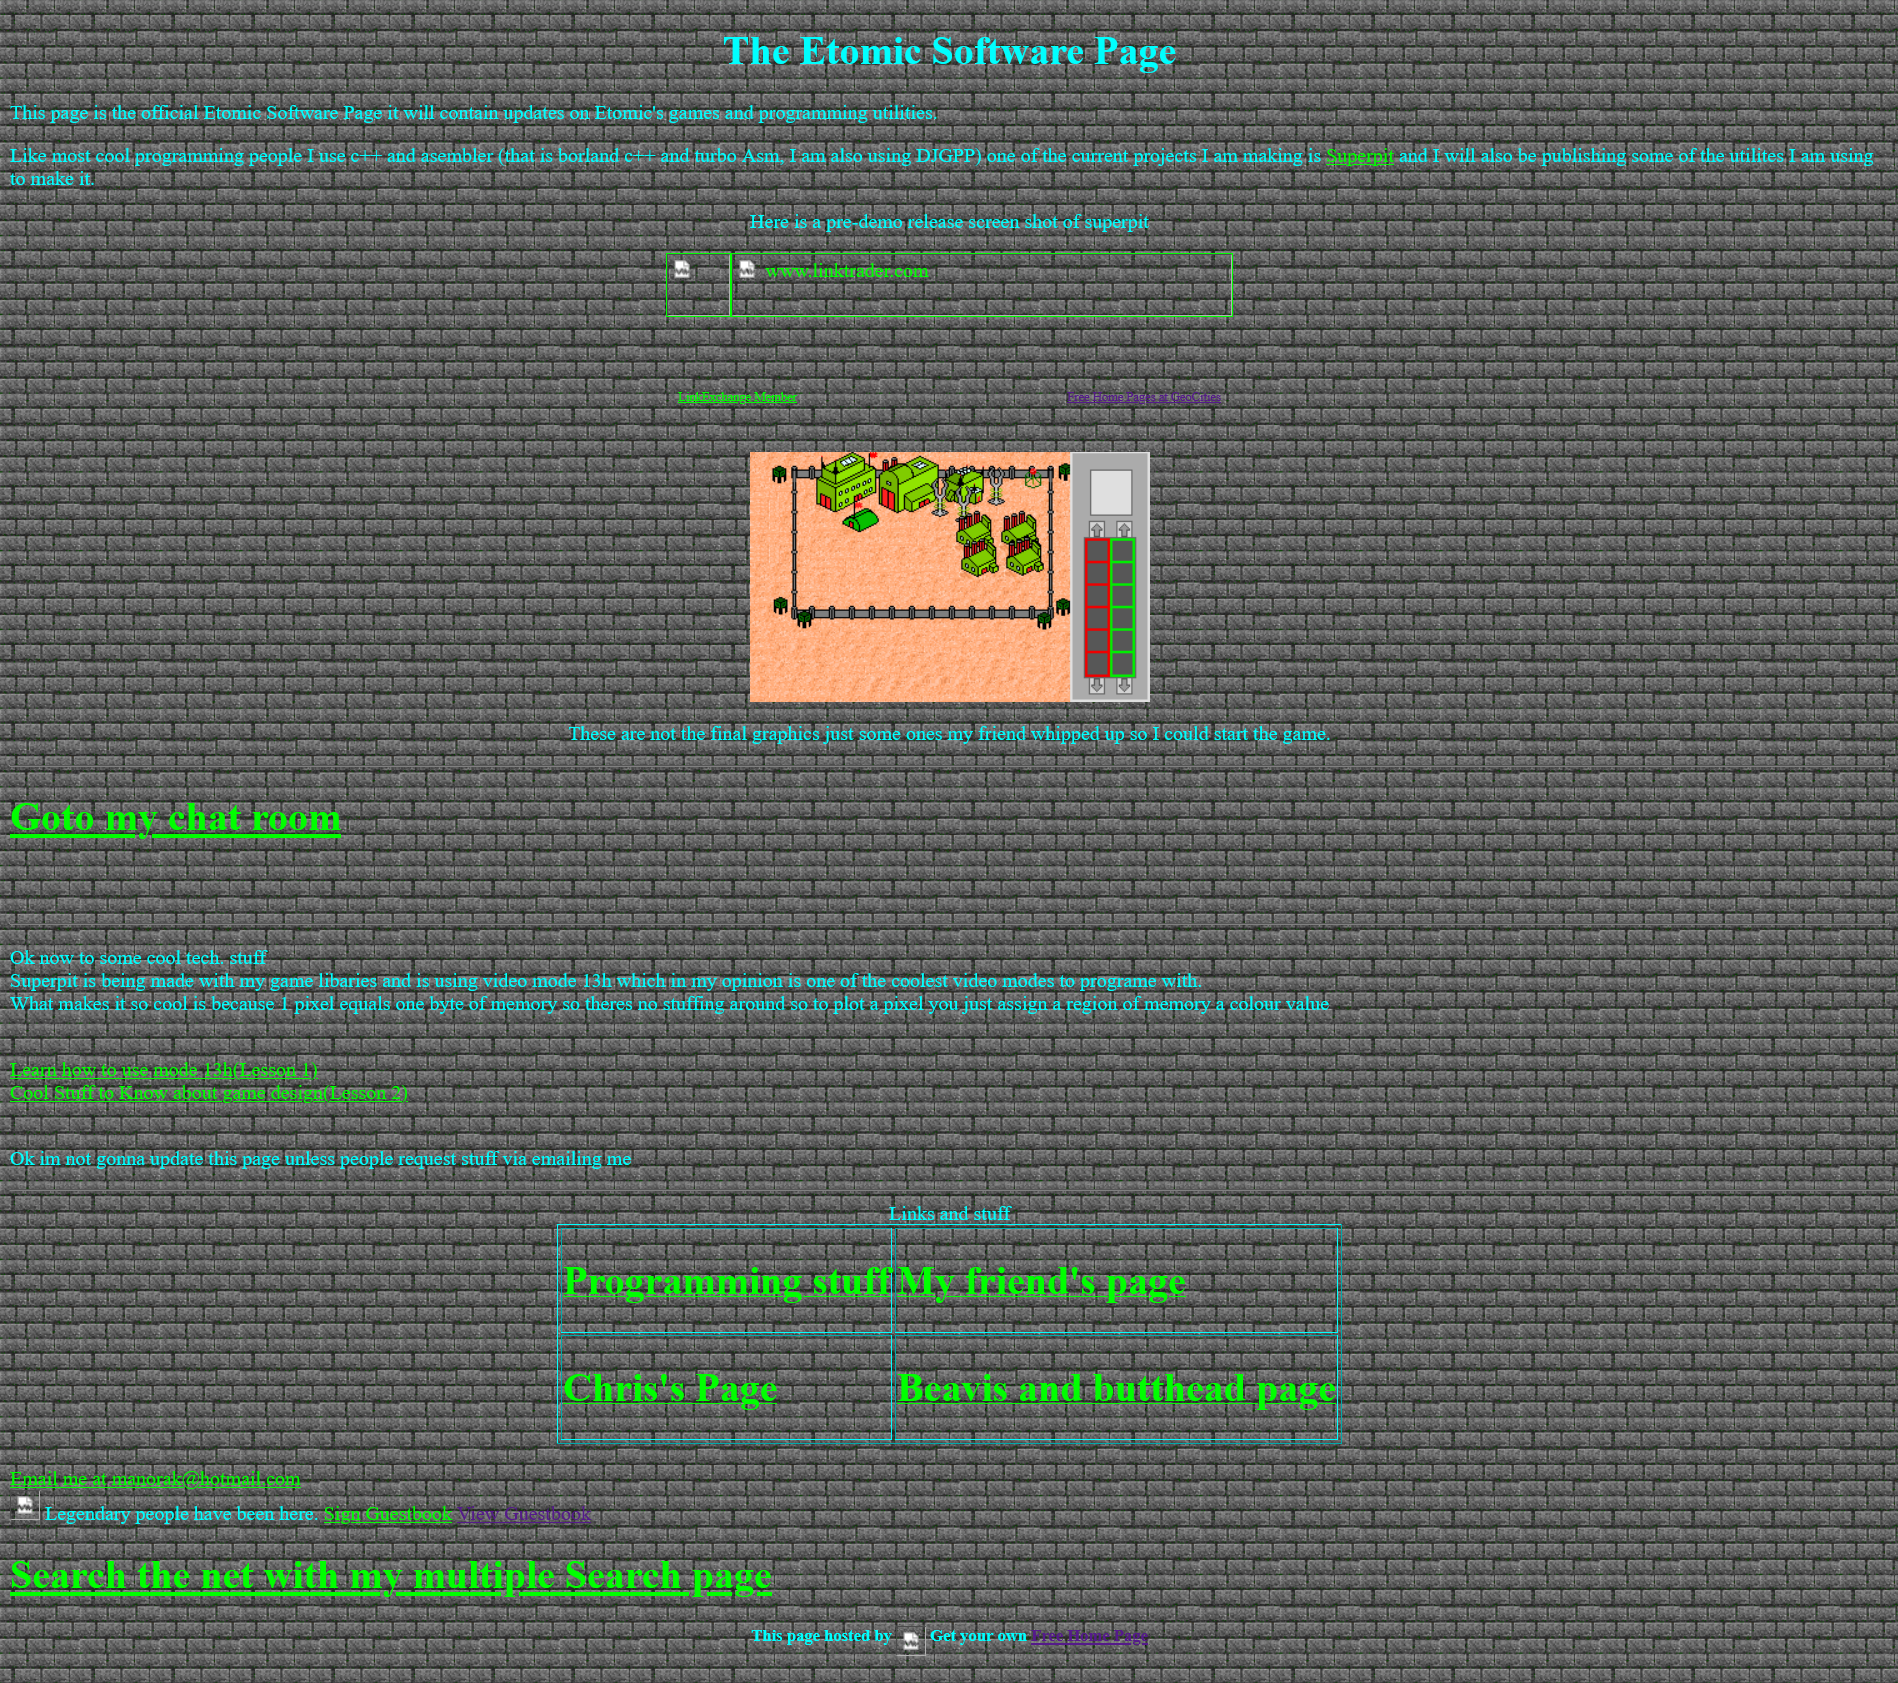 The Etomic Software Page
This page is the official Etomic Software Page it will contain updates on Etomic's games and programming utilities.
Like most cool programming people I use c++ and asembler (that is borland c++ and turbo Asm, I am also using DJGPP) one of the current projects I am making is Superpit and I will also be publishing some of the utilites I am using
to make it.
Here is a pre-demo release screen shot of superpit
www.linktrader.com
LinkExchange Member Free Home Pages at GeoCities
These are not the final graphics just some ones my friend whipped up so I could start the game.
Goto my chat room
Ok now to some cool tech. stuff
Superpit is being made with my game libaries and is using video mode 13h which in my opinion is one of the coolest video modes to programe with.
What makes it so cool is because 1 pixel equals one byte of memory so theres no stuffing around so to plot a pixel you just assign a region of memory a colour value
Learn how to use mode 13h(Lesson 1)
Cool Stuff to Know about game design(Lesson 2)
Ok im not gonna update this page unless people request stuff via emailing me
Links and stuff
Programming stuff My friend's page
Chris's Page Beavis and butthead page
Email me at manorak@hotmail.com
Legendary people have been here. Sign Guestbook View Guestbook
Search the net with my multiple Search page
This page hosted by Get your own Free Home Page